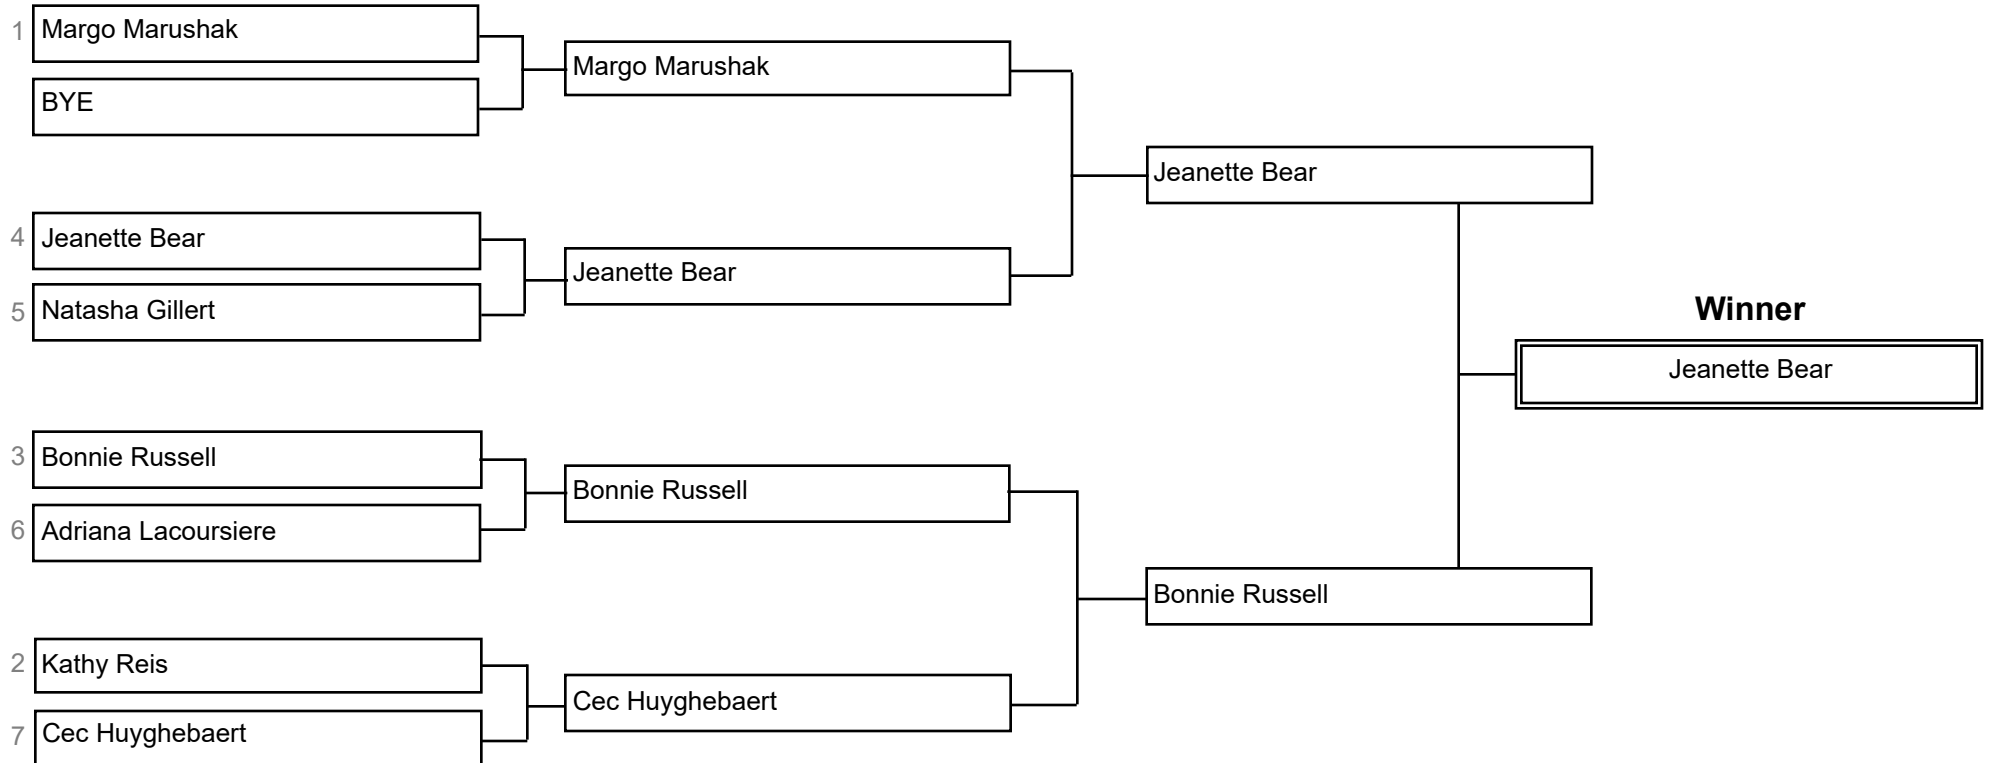 1 Margo Marushak
BYE
Margo Marushak
4 Jeanette Bear
5 Natasha Gillert
Jeanette Bear
Jeanette Bear
3 Bonnie Russell
6 Adriana Lacoursiere
Bonnie Russell
2 Kathy Reis
7 Cec Huyghebaert
Cec Huyghebaert
Bonnie Russell
Winner
Jeanette Bear